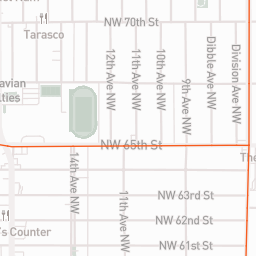 NW 70th St
Tarasco
12th Ave NW
11th Ave NW
10th Ave NW
9th Ave NW
Dibble Ave NW
Division Ave NW
NW 65th St
14th Ave NW
11th Ave NW
NW 63rd St
NW 62nd St
's Counter
NW 61st St